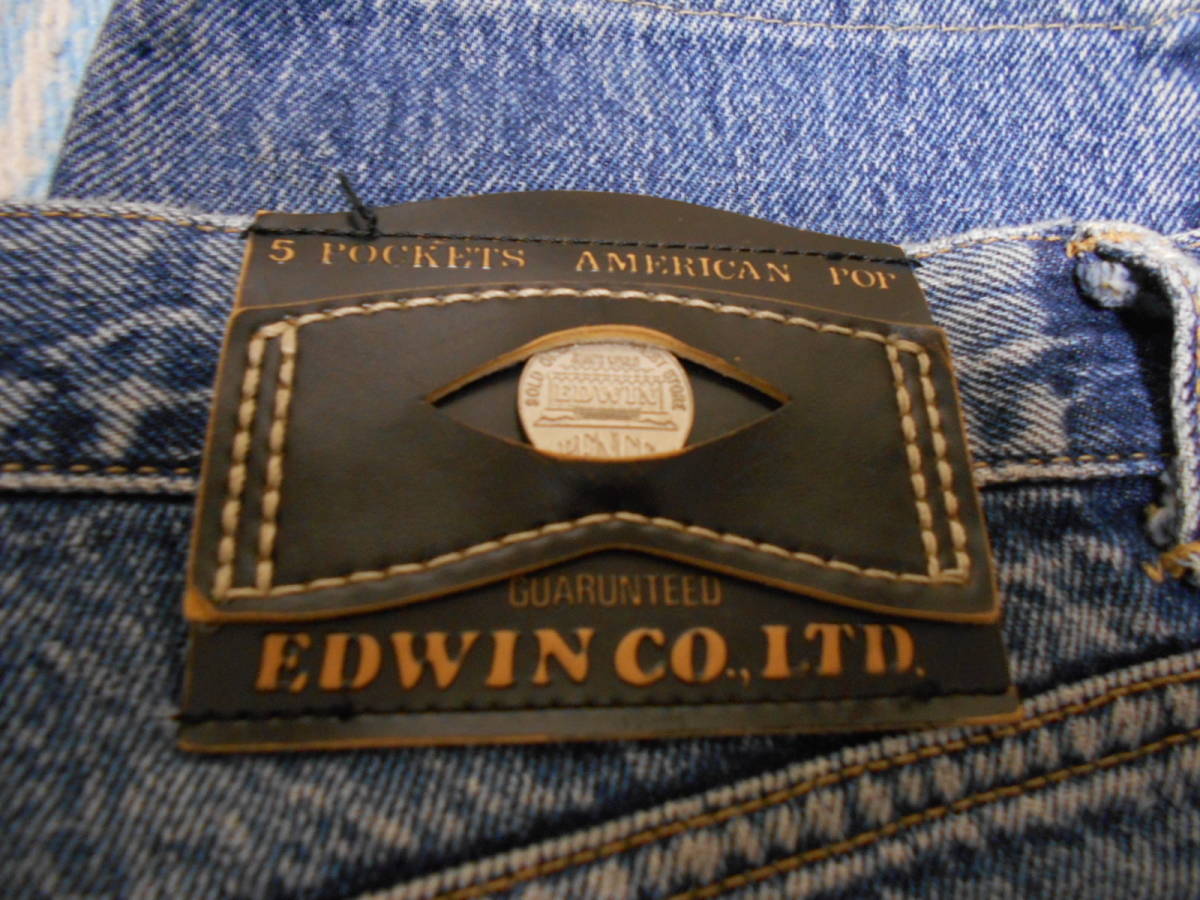 5 POCKETS AMERICAN POP
EDWIN
GUARUNTEED
EDWIN CO., LTD.